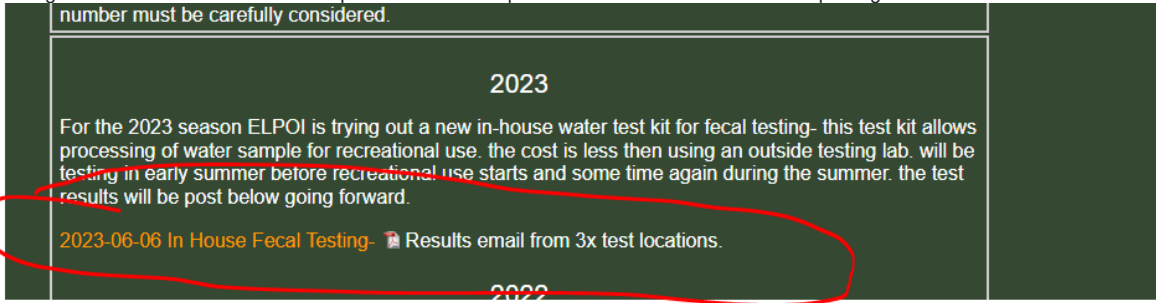 number must be carefully considered.
2023
For the 2023 season ELPOI is trying out a new in-house water test kit for fecal testing- this test kit allows
processing of water sample for recreational use. the cost is less then using an outside testing lab. will be
testing in early summer before recreational use starts and some time again during the summer. the test
results will be post below going forward.
2023-06-06 In House Fecal Testing- Results email from 3x test locations.
2022